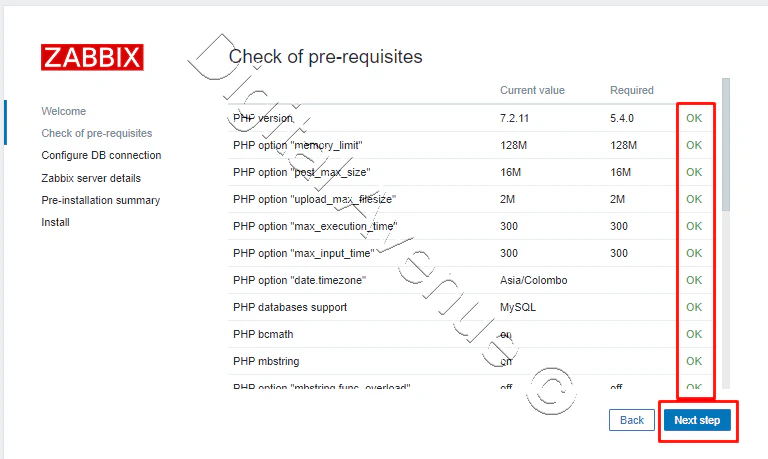 ZABBIX
Welcome
Check of pre-requisites
Configure DB connection
Zabbix server details
Pre-installation summary
Install
Check of pre-requisites
Current value Required
PHP version 7.2.11 5.4.0 OK
PHP option "memory_limit" 128M 128M OK
PHP option "post_max_size" 16M 16M OK
PHP option "upload_max_filesize" 2M 2M OK
PHP option "max_execution_time" 300 300 OK
PHP option "max_input_time" 300 300 OK
PHP option "date.timezone" Asia/Colombo OK
PHP databases support MySQL OK
PHP bcmath on OK
PHP mbstring on OK
PHP option "mbstring.func_overload" off off OK
Back Next step
Digital Avenue ©